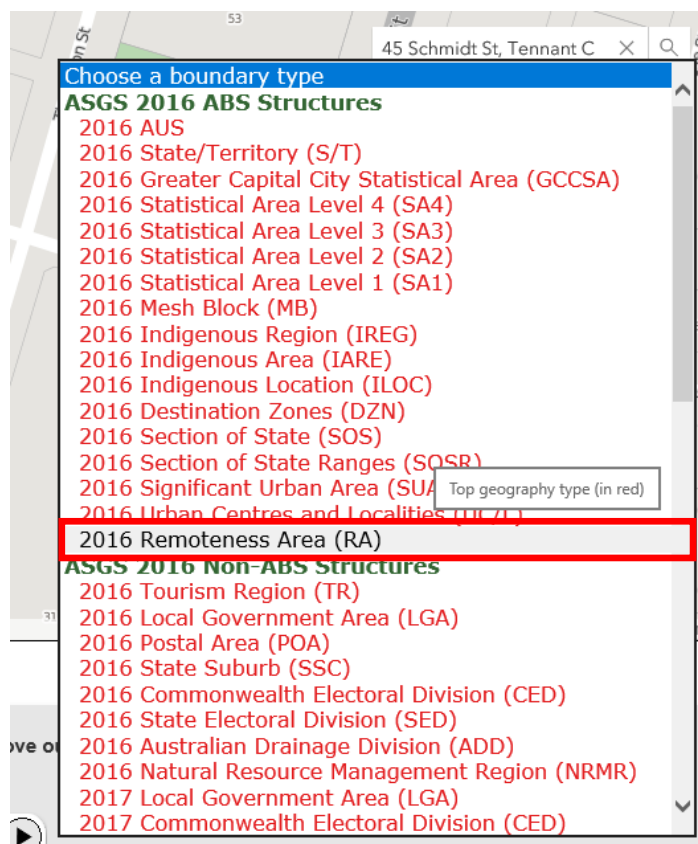 53
on St
St
45 Schmidt St, Tennant C
Choose a boundary type
ASGS 2016 ABS Structures
2016 AUS
2016 State/Territory (S/T)
2016 Greater Capital City Statistical Area (GCCSA)
2016 Statistical Area Level 4 (SA4)
2016 Statistical Area Level 3 (SA3)
2016 Statistical Area Level 2 (SA2)
2016 Statistical Area Level 1 (SA1)
2016 Mesh Block (MB)
2016 Indigenous Region (IREG)
2016 Indigenous Area (IARE)
2016 Indigenous Location (ILOC)
2016 Destination Zones (DZN)
2016 Section of State (SOS)
2016 Section of State Ranges (SOSR)
2016 Significant Urban Area (SUA
Top geography type (in red)
2016 Urban Centres and Localities (UC/L)
2016 Remoteness Area (RA)
ASGS 2016 Non-ABS Structures
2016 Tourism Region (TR)
2016 Local Government Area (LGA)
31
2016 Postal Area (POA)
2016 State Suburb (SSC)
2016 Commonwealth Electoral Division (CED)
2016 State Electoral Division (SED)
ove ou
2016 Australian Drainage Division (ADD)
2016 Natural Resource Management Region (NRMR)
2017 Local Government Area (LGA)
2017 Commonwealth Electoral Division (CED)